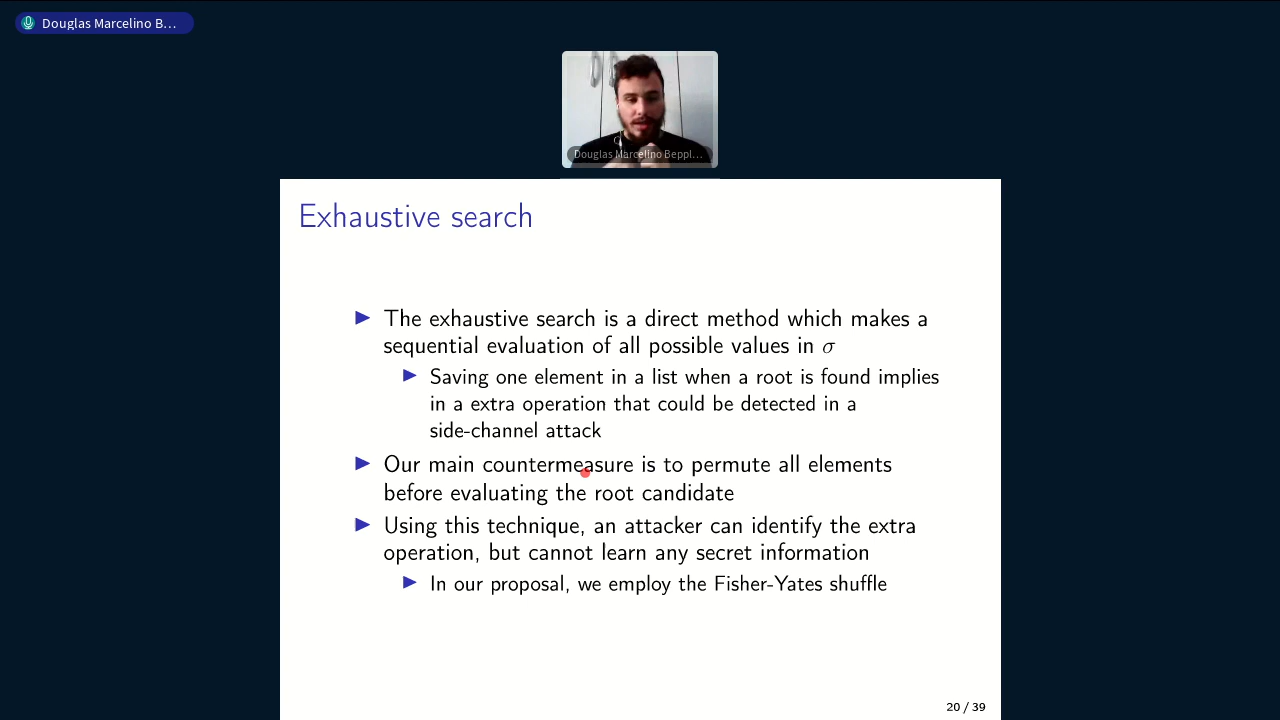 Douglas Marcelino B...
Douglas Marcelino Beppl...
Exhaustive search
The exhaustive search is a direct method which makes a
sequential evaluation of all possible values in σ
Saving one element in a list when a root is found implies
in a extra operation that could be detected in a
side-channel attack
Our main countermeasure is to permute all elements
before evaluating the root candidate
Using this technique, an attacker can identify the extra
operation, but cannot learn any secret information
In our proposal, we employ the Fisher-Yates shuffle
20 / 39